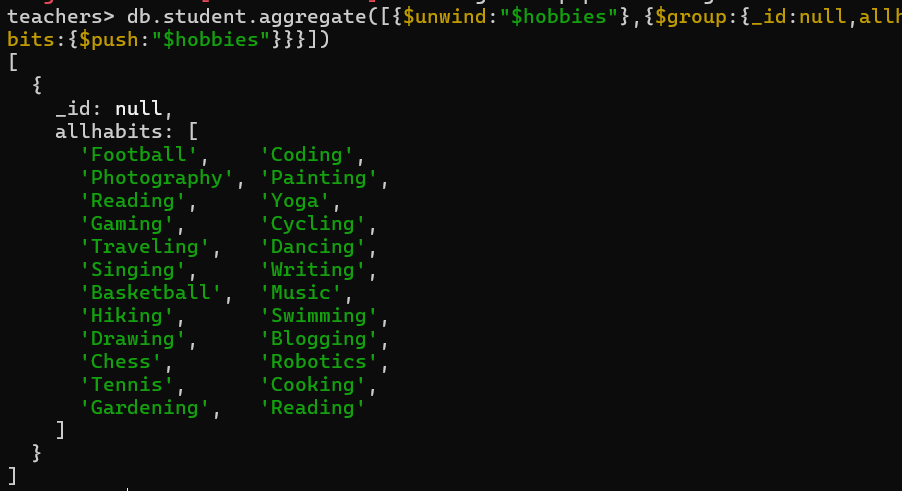 teachers> db.student.aggregate([{$unwind:"$hobbies"},{$group:{_id:null,allh
bits:{$push:"$hobbies"}}}])
[
  {
    _id: null,
    allhabits: [
      'Football',    'Coding',
      'Photography', 'Painting',
      'Reading',     'Yoga',
      'Gaming',      'Cycling',
      'Traveling',   'Dancing',
      'Singing',     'Writing',
      'Basketball',  'Music',
      'Hiking',      'Swimming',
      'Drawing',     'Blogging',
      'Chess',       'Robotics',
      'Tennis',      'Cooking',
      'Gardening',   'Reading'
    ]
  }
]